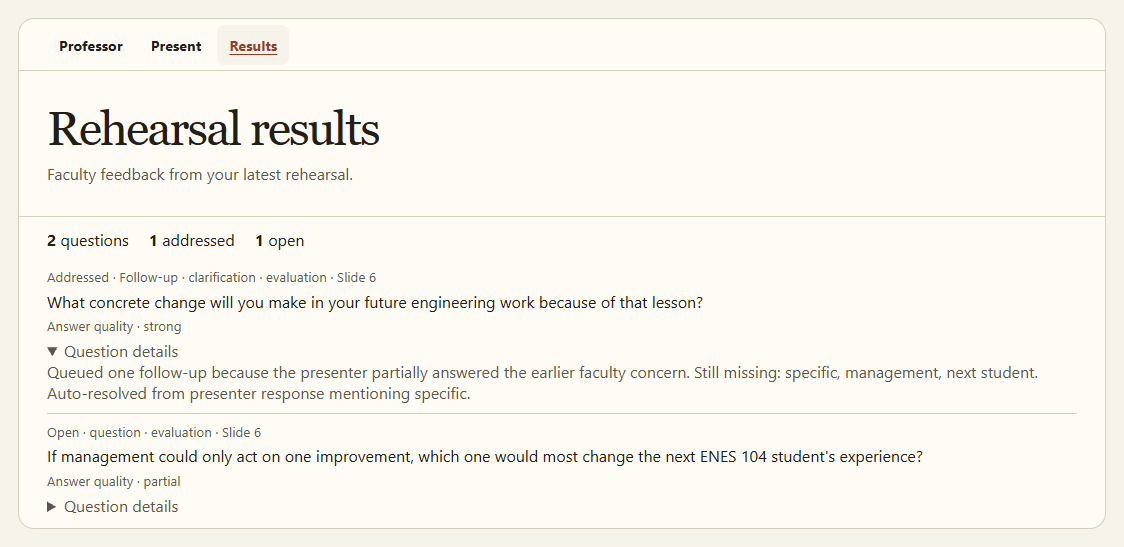 Professor Present Results
Rehearsal results
Faculty feedback from your latest rehearsal.
2 questions 1 addressed 1 open
Addressed · Follow-up · clarification · evaluation · Slide 6
What concrete change will you make in your future engineering work because of that lesson?
Answer quality · strong
▼ Question details
Queued one follow-up because the presenter partially answered the earlier faculty concern. Still missing: specific, management, next student.
Auto-resolved from presenter response mentioning specific.
Open · question · evaluation · Slide 6
If management could only act on one improvement, which one would most change the next ENES 104 student's experience?
Answer quality · partial
▶ Question details